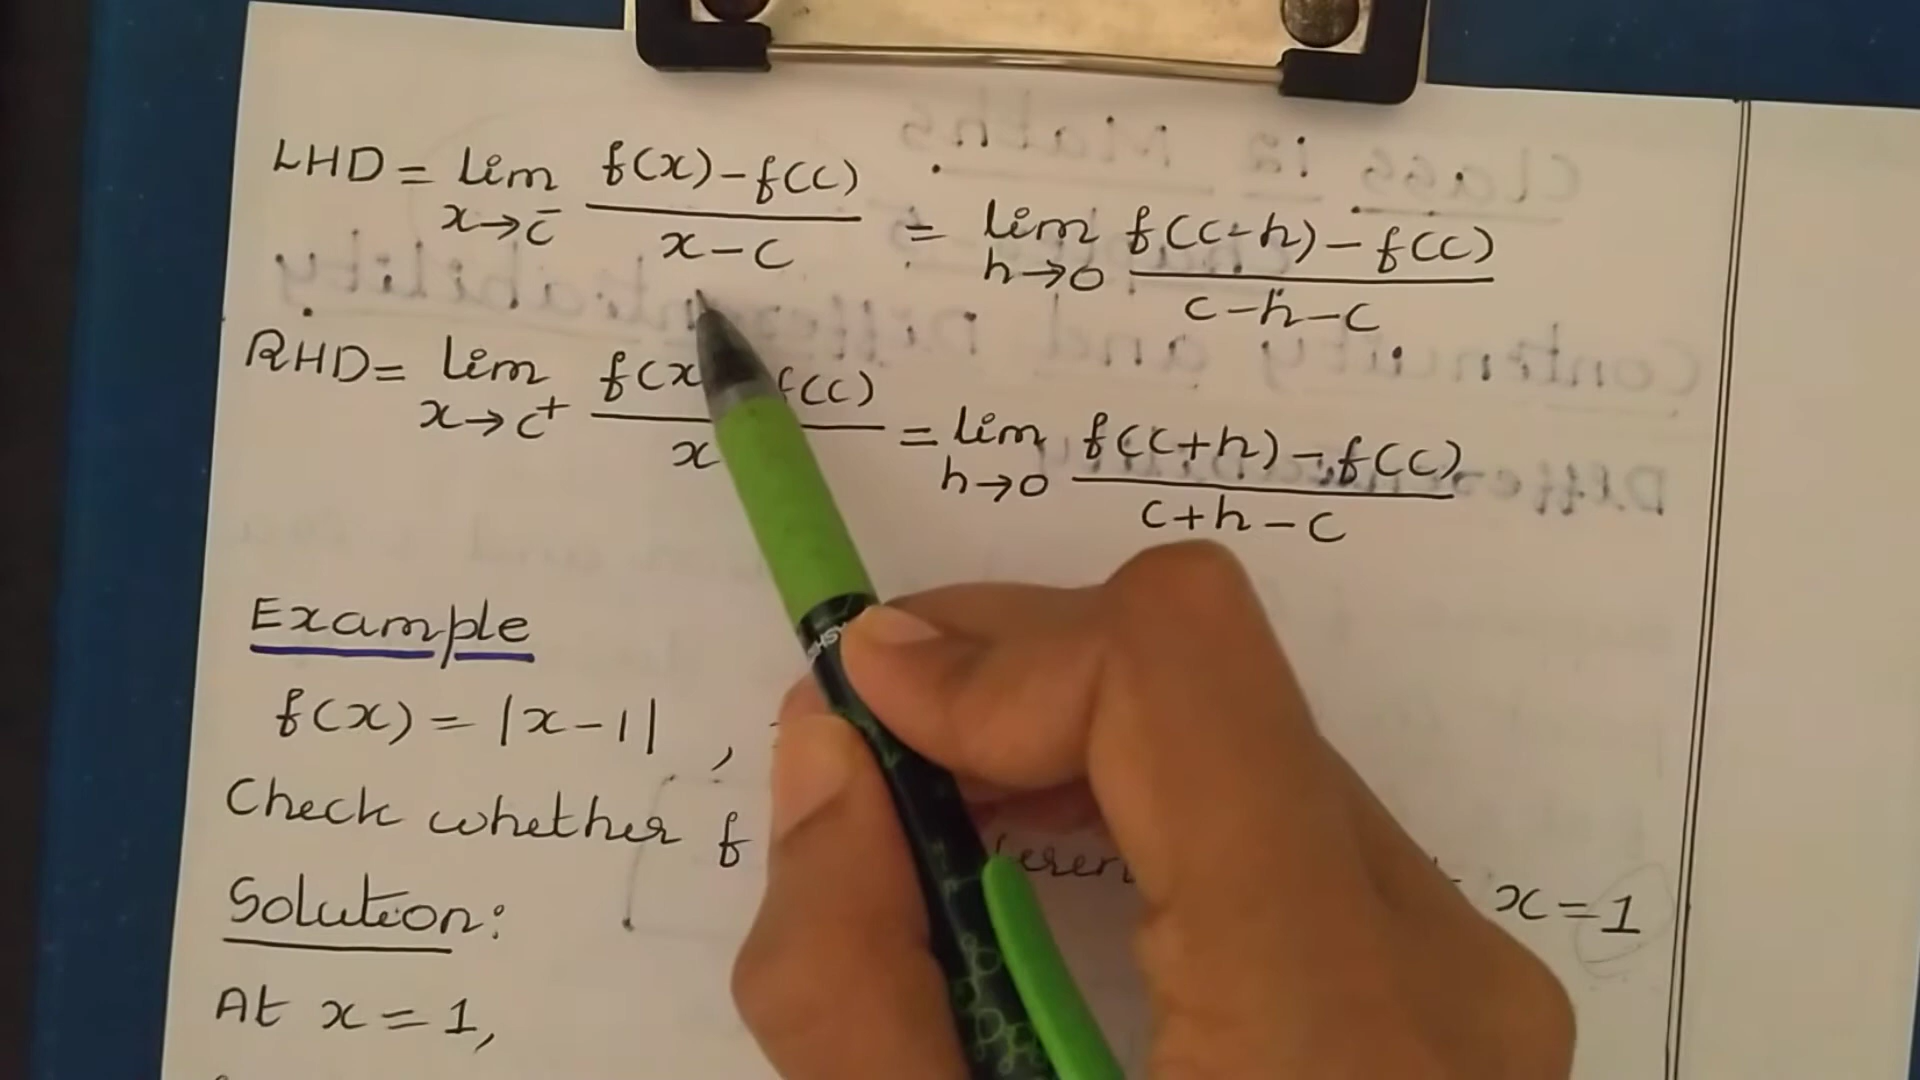 LHD = lim x→c⁻ f(x)-f(c) / x-c = lim h→0 f(c-h)-f(c) / c-h-c
RHD = lim x→c⁺ f(x f(c) / x = lim h→0 f(c+h)-f(c) / c+h-c
Example
f(x) = |x-1| ,
Check whether f x=1
Solution:
At x = 1,